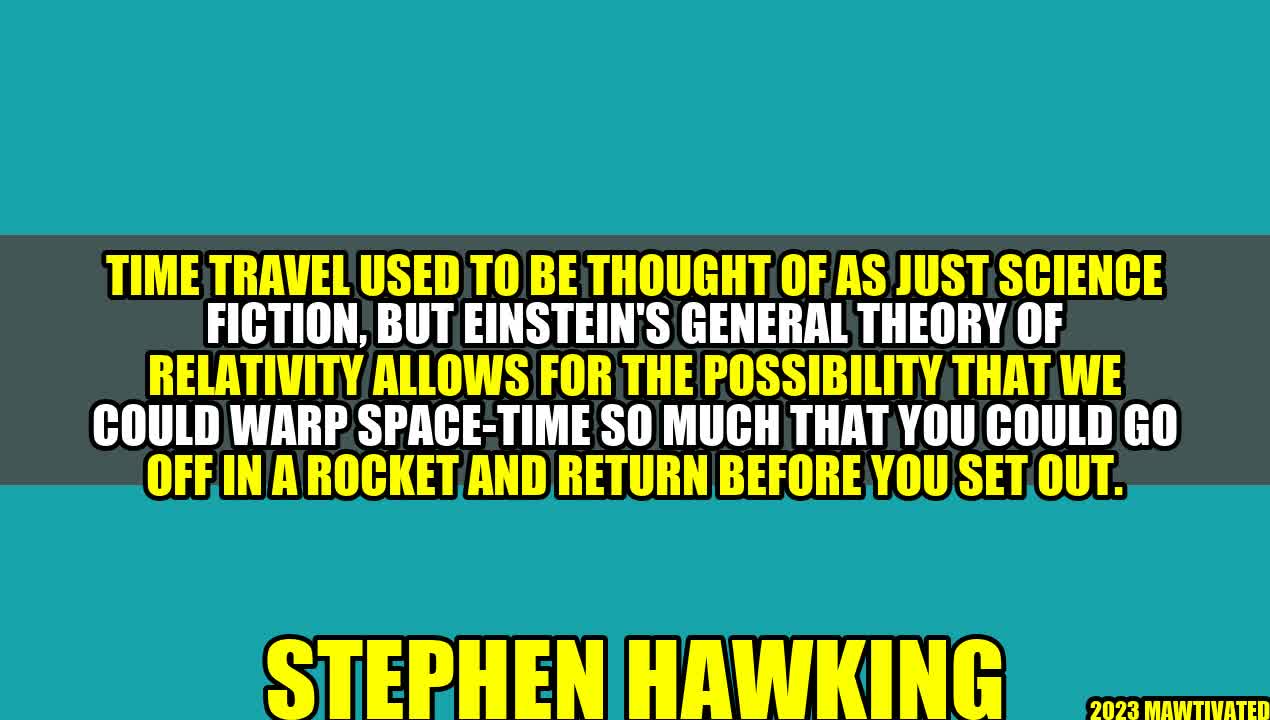 TIME TRAVEL USED TO BE THOUGHT OF AS JUST SCIENCE
FICTION, BUT EINSTEIN'S GENERAL THEORY OF
RELATIVITY ALLOWS FOR THE POSSIBILITY THAT WE
COULD WARP SPACE-TIME SO MUCH THAT YOU COULD GO
OFF IN A ROCKET AND RETURN BEFORE YOU SET OUT.
STEPHEN HAWKING
2023 MAWTIVATED